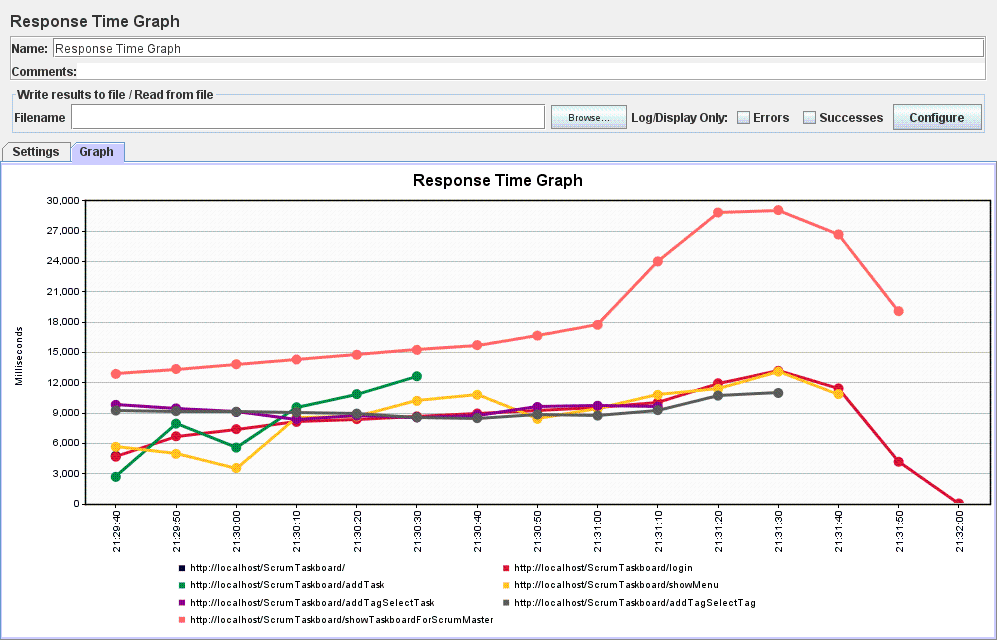 Response Time Graph
Name: Response Time Graph
Comments:
Write results to file / Read from file
Filename Browse... Log/Display Only: Errors Successes Configure
Settings Graph
Response Time Graph
Milliseconds
30,000
27,000
24,000
21,000
18,000
15,000
12,000
9,000
6,000
3,000
0
21:29:40 21:29:50 21:30:00 21:30:10 21:30:20 21:30:30 21:30:40 21:30:50 21:31:00 21:31:10 21:31:20 21:31:30 21:31:40 21:31:50 21:32:00
http://localhost/ScrumTaskboard/ http://localhost/ScrumTaskboard/login
http://localhost/ScrumTaskboard/addTask http://localhost/ScrumTaskboard/showMenu
http://localhost/ScrumTaskboard/addTagSelectTask http://localhost/ScrumTaskboard/addTagSelectTag
http://localhost/ScrumTaskboard/showTaskboardForScrumMaster